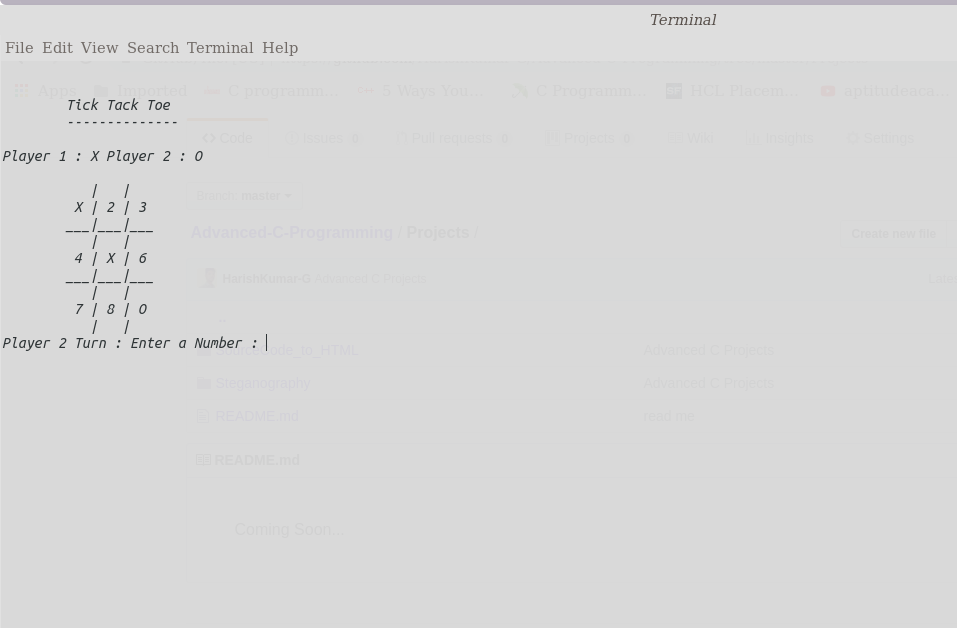 Terminal
File Edit View Search Terminal Help
Apps Imported C programm... 5 Ways You... C Programm... HCL Placem... aptitudeaca...
Tick Tack Toe
--------------
<> Code Issues 0 Pull requests 0 Projects 0 Wiki Insights Settings
Player 1 : X Player 2 : O
Branch: master
| |
X | 2 | 3
___|___|___
Advanced-C-Programming / Projects / Create new file
| |
4 | X | 6
___|___|___
HarishKumar-G Advanced C Projects
| |
7 | 8 | O
| |
..
Player 2 Turn : Enter a Number :
Code_to_HTML Advanced C Projects
Steganography Advanced C Projects
README.md read me
README.md
Coming Soon...